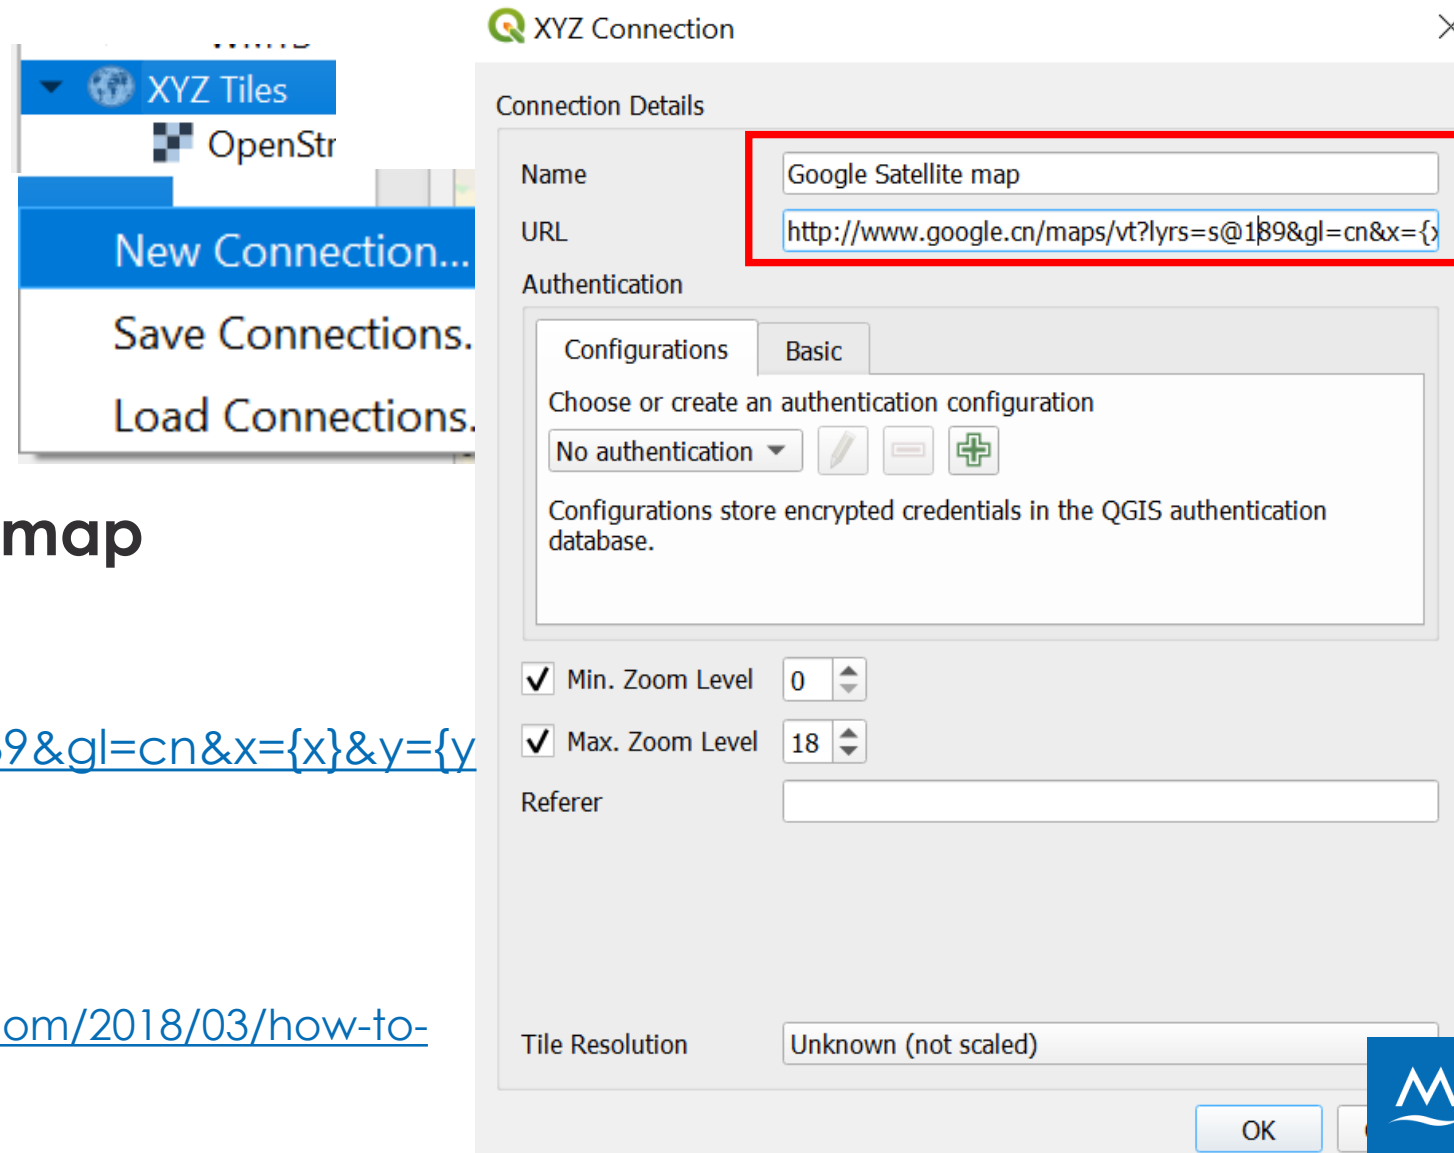 XYZ Tiles
OpenStr
New Connection...
Save Connections.
Load Connections.
map
9&gl=cn&x={x}&y={y
om/2018/03/how-to-
XYZ Connection
Connection Details
Name
Google Satellite map
URL
http://www.google.cn/maps/vt?lyrs=s@189&gl=cn&x={
Authentication
Configurations
Basic
Choose or create an authentication configuration
No authentication
Configurations store encrypted credentials in the QGIS authentication
database.
Min. Zoom Level
0
Max. Zoom Level
18
Referer
Tile Resolution
Unknown (not scaled)
OK